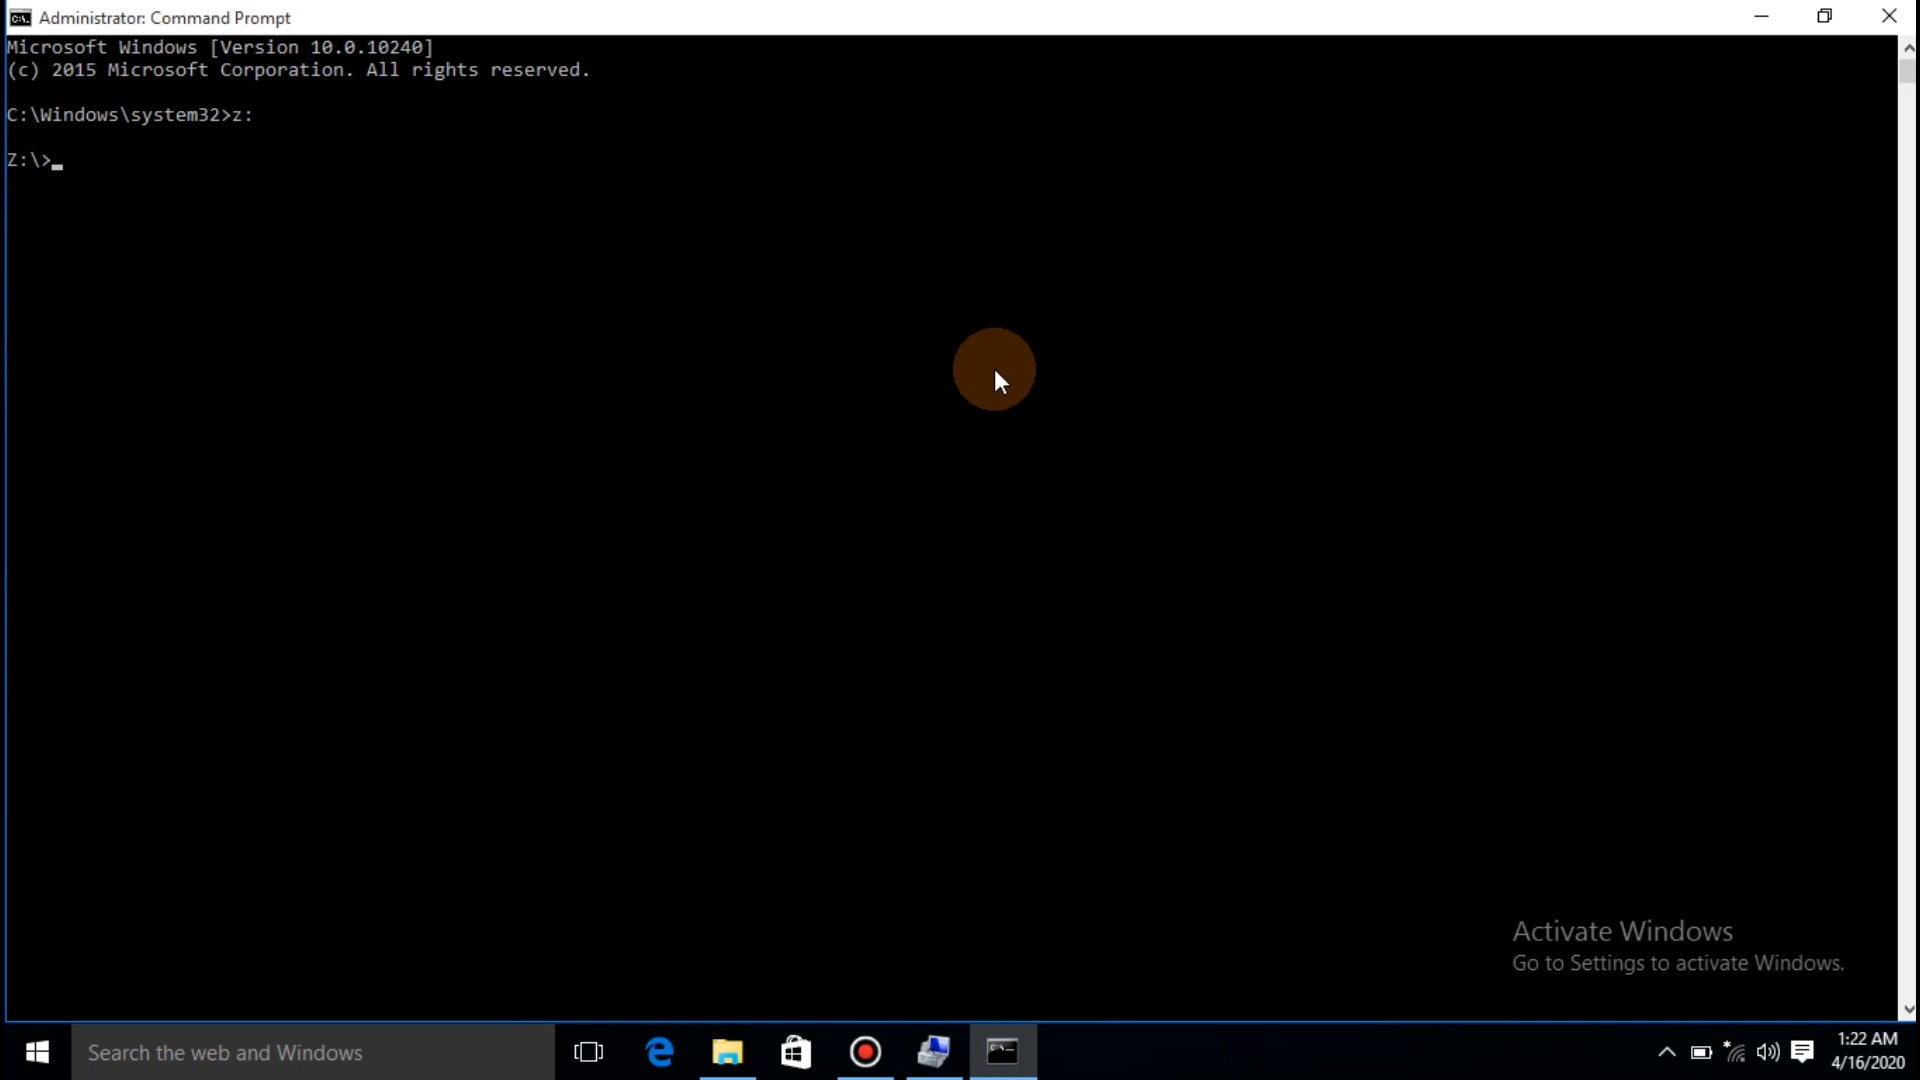 Administrator: Command Prompt
Microsoft Windows [Version 10.0.10240]
(c) 2015 Microsoft Corporation. All rights reserved.
C:\Windows\system32>z:
Z:\>
Activate Windows
Go to Settings to activate Windows.
Search the web and Windows
1:22 AM
4/16/2020